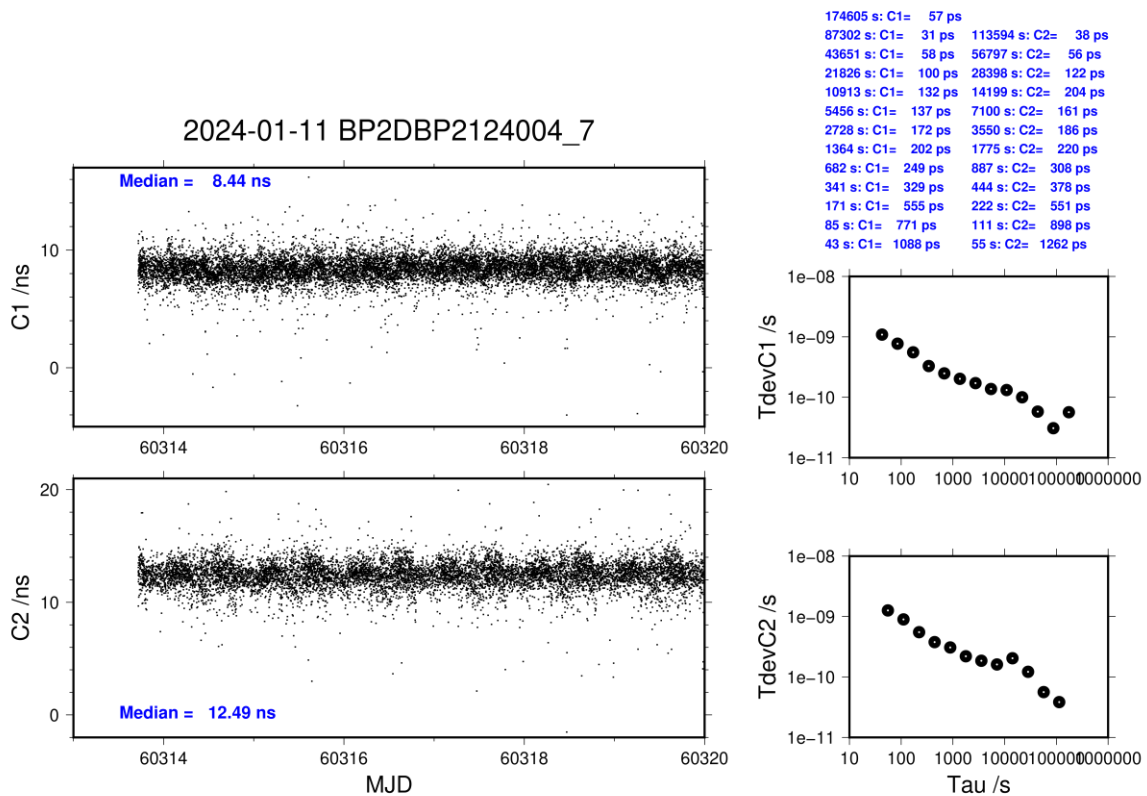 174605 s: C1= 57 ps
87302 s: C1= 31 ps 113594 s: C2= 38 ps
43651 s: C1= 58 ps 56797 s: C2= 56 ps
21826 s: C1= 100 ps 28398 s: C2= 122 ps
10913 s: C1= 132 ps 14199 s: C2= 204 ps
5456 s: C1= 137 ps 7100 s: C2= 161 ps
2728 s: C1= 172 ps 3550 s: C2= 186 ps
1364 s: C1= 202 ps 1775 s: C2= 220 ps
682 s: C1= 249 ps 887 s: C2= 308 ps
341 s: C1= 329 ps 444 s: C2= 378 ps
171 s: C1= 555 ps 222 s: C2= 551 ps
85 s: C1= 771 ps 111 s: C2= 898 ps
43 s: C1= 1088 ps 55 s: C2= 1262 ps
2024-01-11 BP2DBP2124004_7
Median = 8.44 ns
10
0
C1 /ns
60314 60316 60318 60320
20
10
0
C2 /ns
Median = 12.49 ns
60314 60316 60318 60320
MJD
1e-08
1e-09
1e-10
1e-11
TdevC1 /s
10 100 1000 10000 100000 1000000
1e-08
1e-09
1e-10
1e-11
TdevC2 /s
10 100 1000 10000 100000 1000000
Tau /s